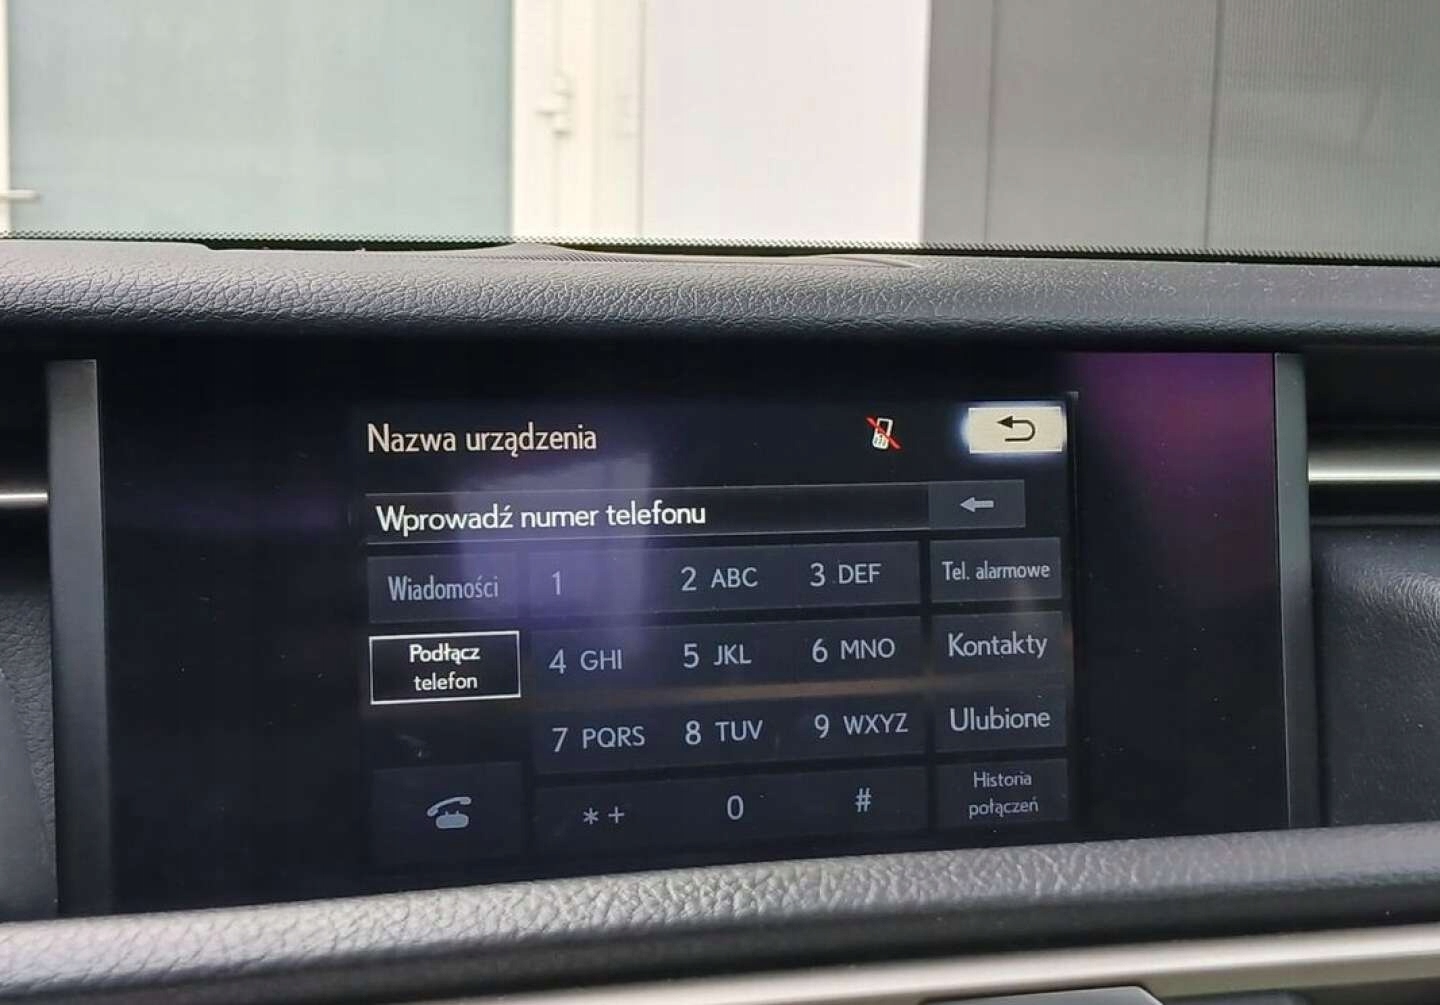 Nazwa urządzenia
Wprowadź numer telefonu
Wiadomości
1
2 ABC
3 DEF
Tel. alarmowe
Podłącz
telefon
4 GHI
5 JKL
6 MNO
Kontakty
7 PQRS
8 TUV
9 WXYZ
Ulubione
* +
0
#
Historia
połączeń